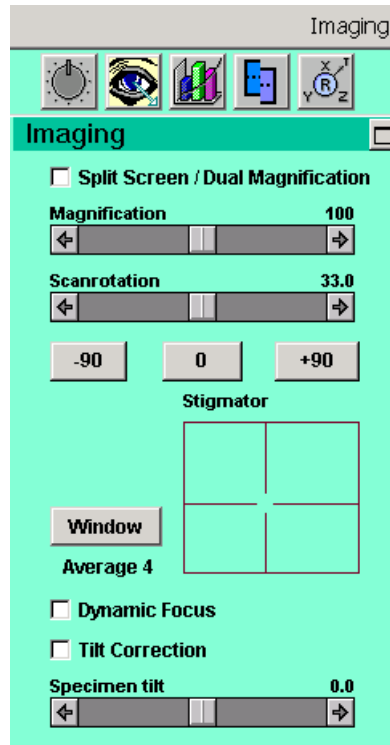 Imaging
X T
R
Y Z
Imaging
Split Screen / Dual Magnification
Magnification 100
Scanrotation 33.0
-90 0 +90
Stigmator
Window
Average 4
Dynamic Focus
Tilt Correction
Specimen tilt 0.0